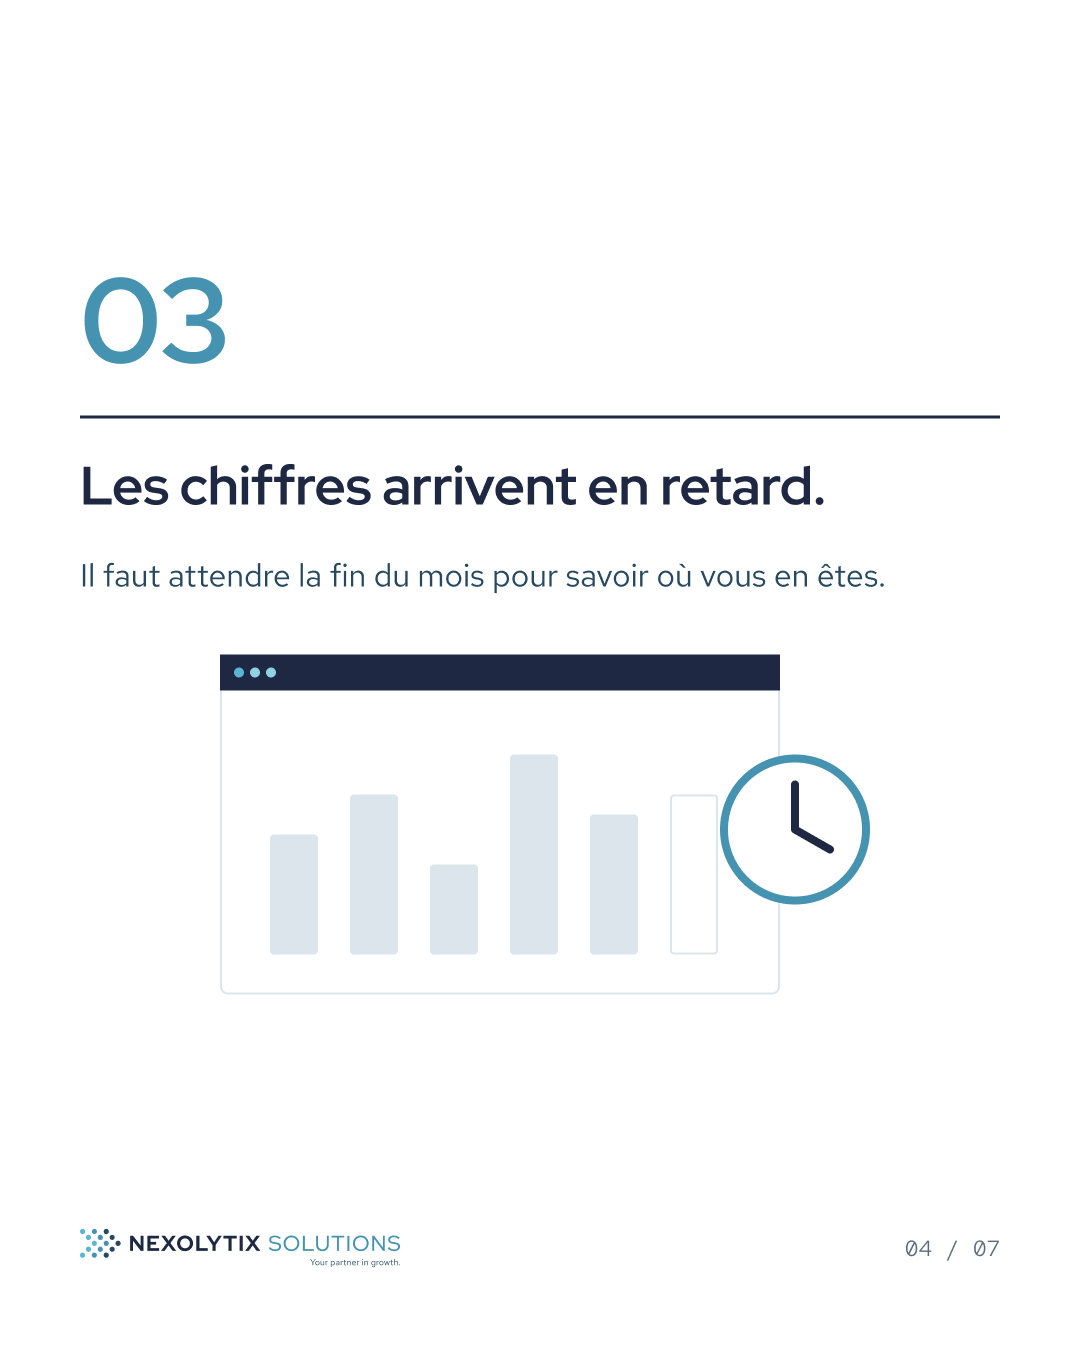 03
Les chiffres arrivent en retard.
Il faut attendre la fin du mois pour savoir où vous en êtes.
NEXOLYTIX SOLUTIONS
Your partner in growth.
04 / 07